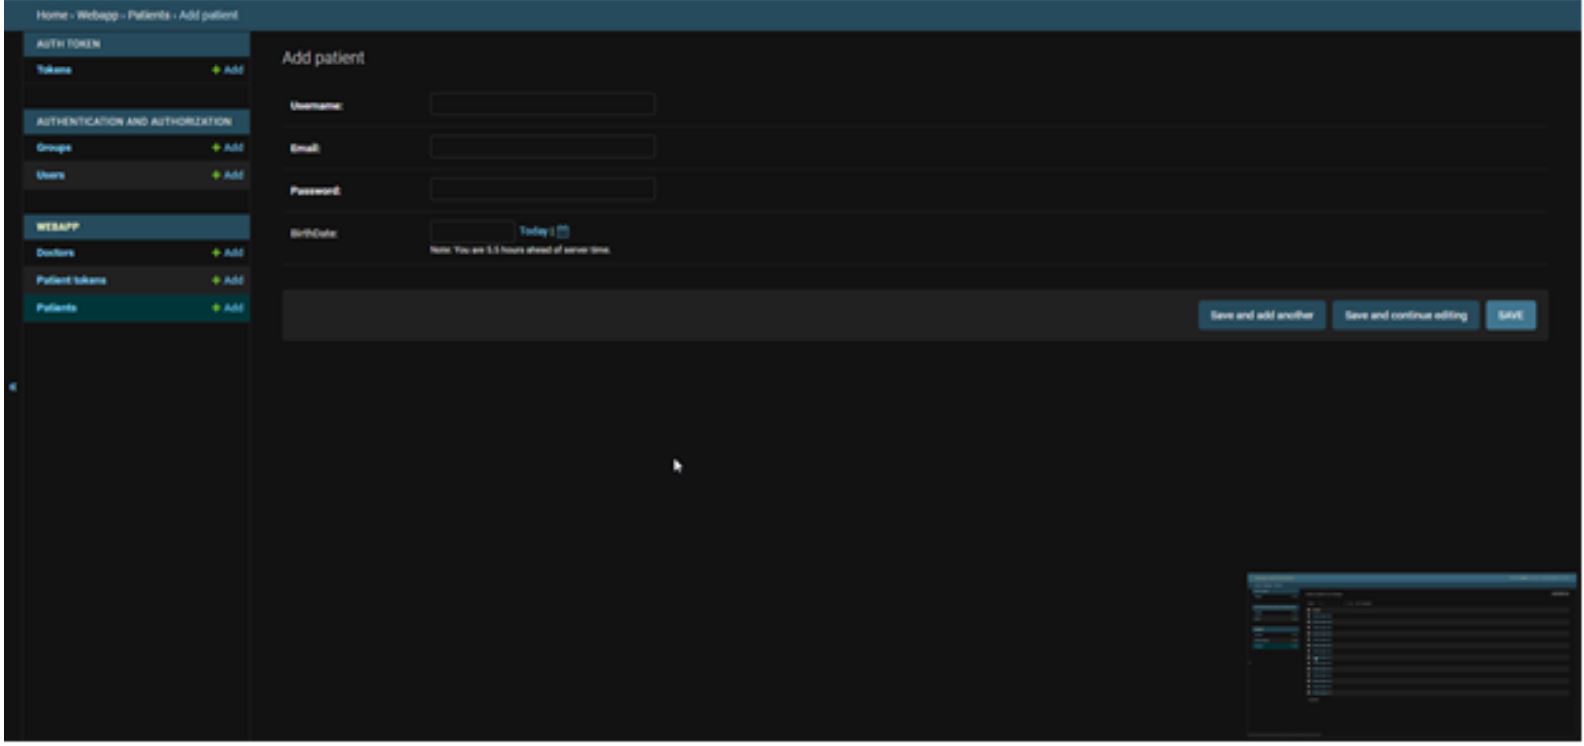 Home › Webapp › Patients › Add patient
AUTH TOKEN
Tokens + Add
AUTHENTICATION AND AUTHORIZATION
Groups + Add
Users + Add
WEBAPP
Doctors + Add
Patient tokens + Add
Patients + Add
«
Add patient
Username:
Email:
Password:
BirthDate:
Today |
Note: You are 5.5 hours ahead of server time.
Save and add another
Save and continue editing
SAVE